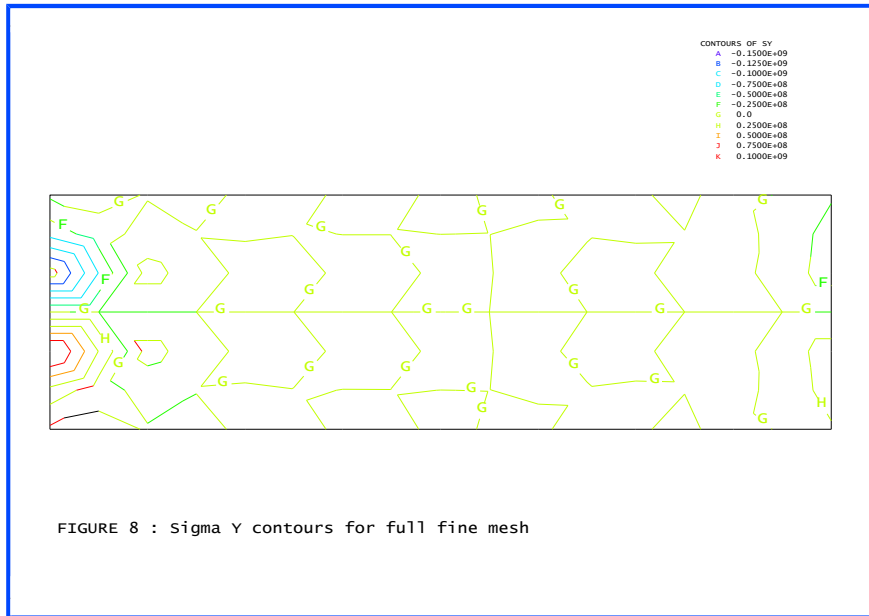 CONTOURS OF SY
A -0.1500E+09
B -0.1250E+09
C -0.1000E+09
D -0.7500E+08
E -0.5000E+08
F -0.2500E+08
G 0.0
H 0.2500E+08
I 0.5000E+08
J 0.7500E+08
K 0.1000E+09
G
G
G
G
G
F
G
G
F
F
G
G
G
G
G
G
G
G
G
G
H
G
G
G
G
G
G
G
H
G
FIGURE 8 : Sigma Y contours for full fine mesh